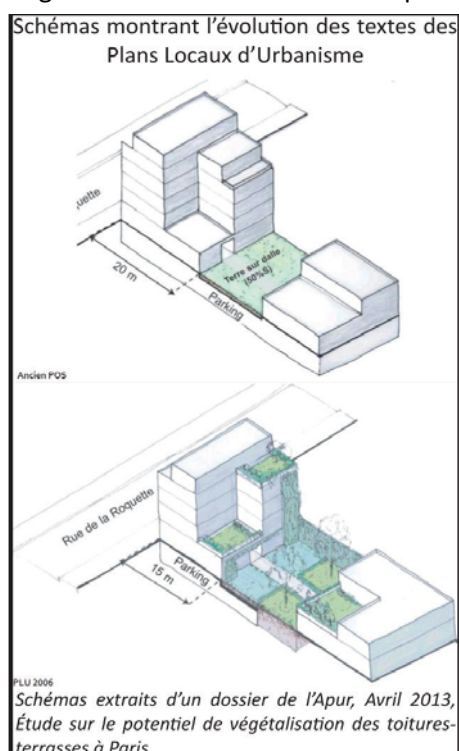 Schémas montrant l'évolution des textes des
Plans Locaux d'Urbanisme
quette
20 m
Terre sur dalle
(50%S)
Parking
Ancien POS
Rue de la Roquette
Parking
15 m
PLU 2006
Schémas extraits d'un dossier de l'Apur, Avril 2013,
Étude sur le potentiel de végétalisation des toitures-
terrasses à Paris